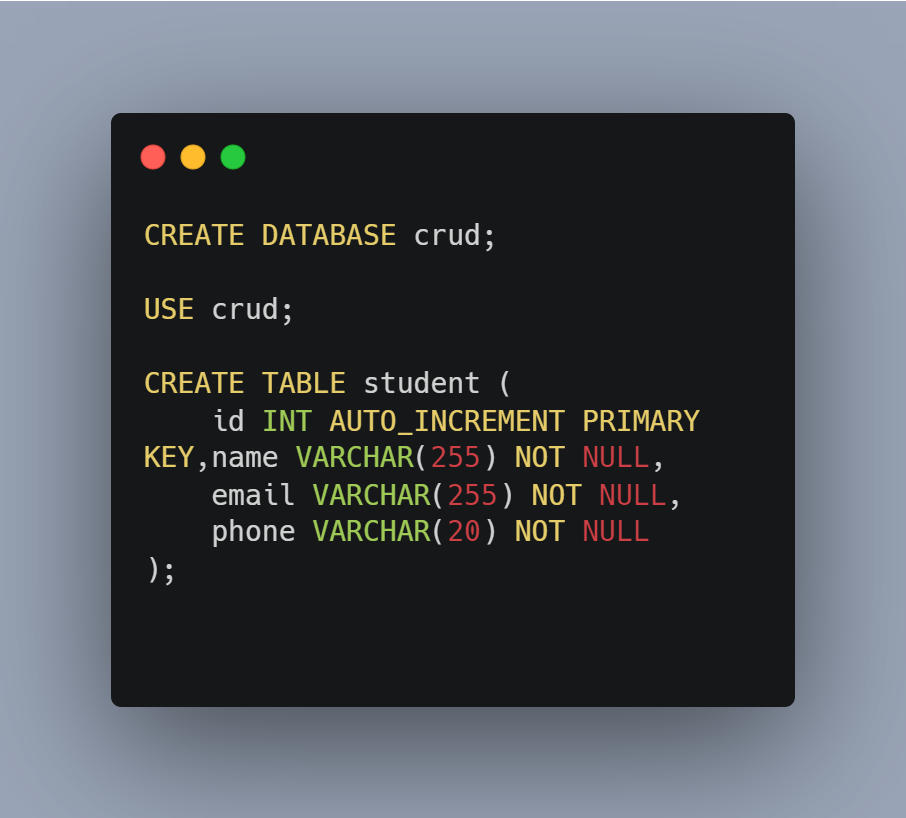 CREATE DATABASE crud;
USE crud;
CREATE TABLE student (
    id INT AUTO_INCREMENT PRIMARY
KEY,name VARCHAR(255) NOT NULL,
    email VARCHAR(255) NOT NULL,
    phone VARCHAR(20) NOT NULL
);